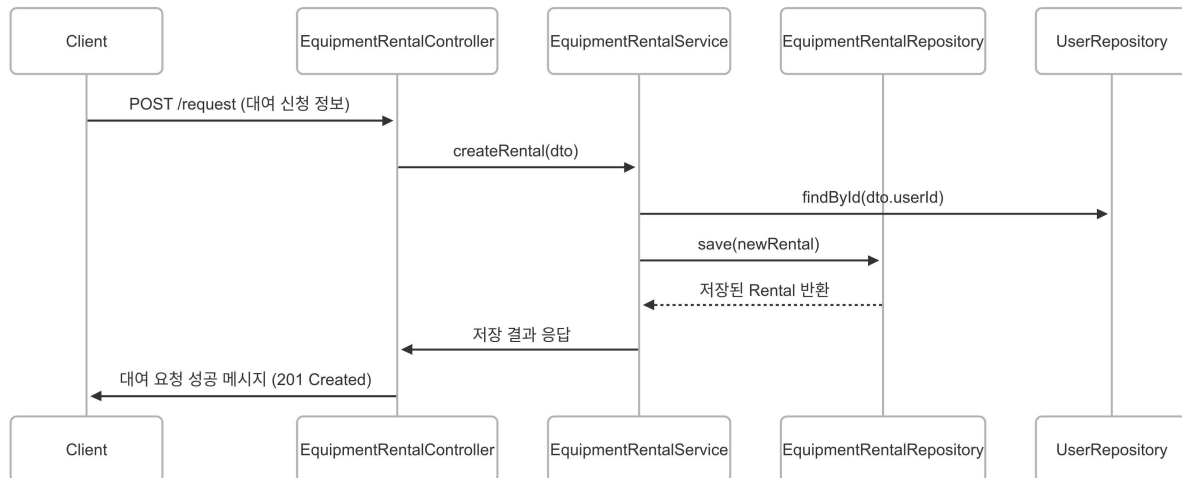 Client
EquipmentRentalController
EquipmentRentalService
EquipmentRentalRepository
UserRepository
POST /request (대여 신청 정보)
createRental(dto)
findById(dto.userId)
save(newRental)
저장된 Rental 반환
저장 결과 응답
대여 요청 성공 메시지 (201 Created)
Client
EquipmentRentalController
EquipmentRentalService
EquipmentRentalRepository
UserRepository